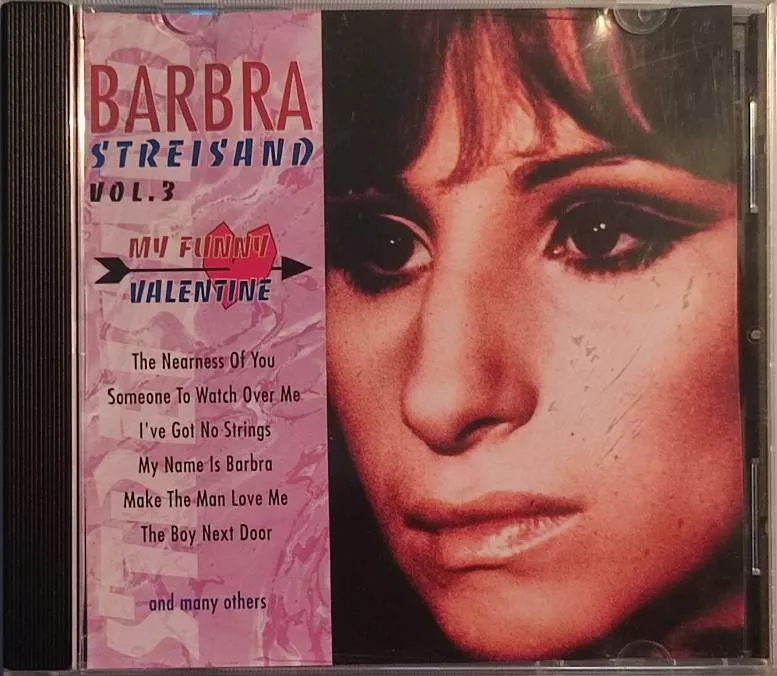 BARBRA
STREISAND
VOL.3
MY FUNNY
VALENTINE
The Nearness Of You
Someone To Watch Over Me
I've Got No Strings
My Name Is Barbra
Make The Man Love Me
The Boy Next Door
and many others